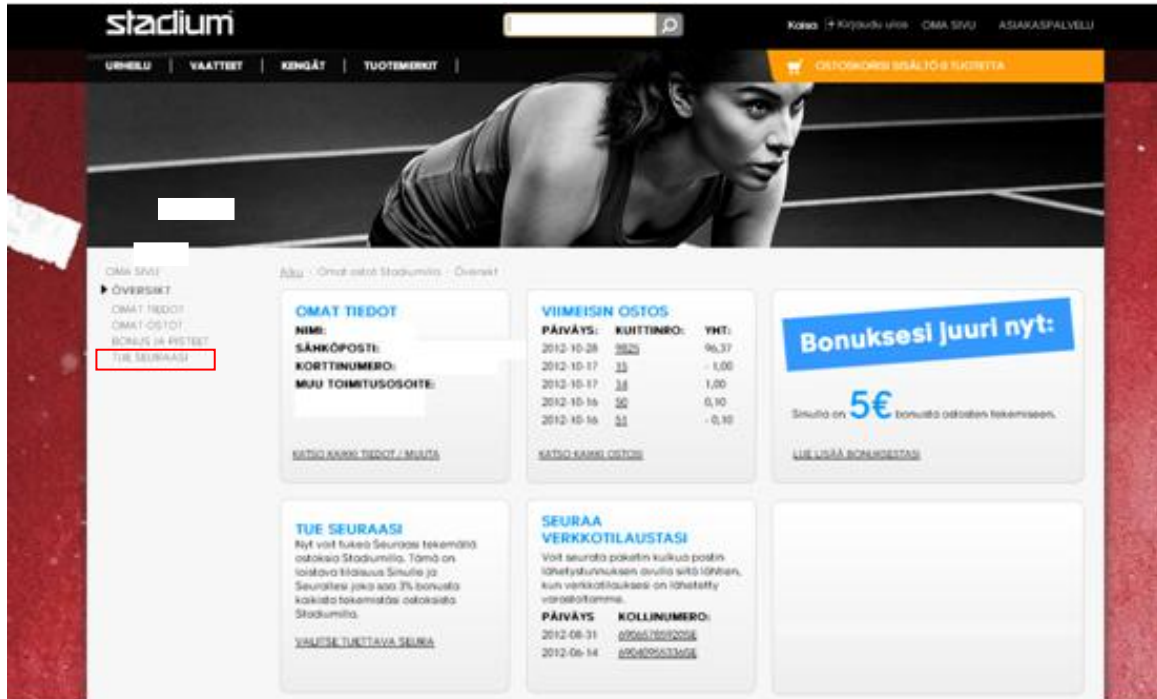 stadium
Kaisa Kirjaudu ulos OMA SIVU ASIAKASPALVELU
URHEILU | VAATTEET | KENGÄT | TUOTEMERKIT |
OSTOSKORISI SISÄLTÖ 0 TUOTETTA
OMA SIVU
ÖVERSIKT
OMAT TIEDOT
OMAT OSTOT
BONUS JA PISTEET
TUE SEURAASI
Alku - Omat ostot Stadiumilla - Översikt
OMAT TIEDOT
NIMI:
SÄHKÖPOSTI:
KORTTINUMERO:
MUU TOIMITUSOSOITE:
KATSO KAIKKI TIEDOT / MUUTA
VIIMEISIN OSTOS
PÄIVÄYS: KUITTINRO: YHT:
2012-10-28 9825 96,37
2012-10-17 35 - 1,00
2012-10-17 34 1,00
2012-10-16 50 0,10
2012-10-16 51 - 0,10
KATSO KAIKKI OSTOSI
Bonuksesi juuri nyt:
Sinulla on 5€ bonusta ostosten tekemiseen.
LUE LISÄÄ BONUKSESTASI
TUE SEURAASI
Nyt voit tukea Seuraasi tekemällä
ostoksia Stadiumilla. Tämä on
loistava tilaisuus Sinulle ja
Seurallesi joka saa 3% bonusta
kaikista tekemistäsi ostoksista
Stadiumilla.
VALITSE TUETTAVA SEURA
SEURAA
VERKKOTILAUSTASI
Voit seurata paketin kulkua postin
lähetystunnuksen avulla siitä lähtien,
kun verkkotilauksesi on lähetetty
varastoltamme.
PÄIVÄYS KOLLINUMERO:
2012-08-31 69065785920SE
2012-06-14 69040955336SE